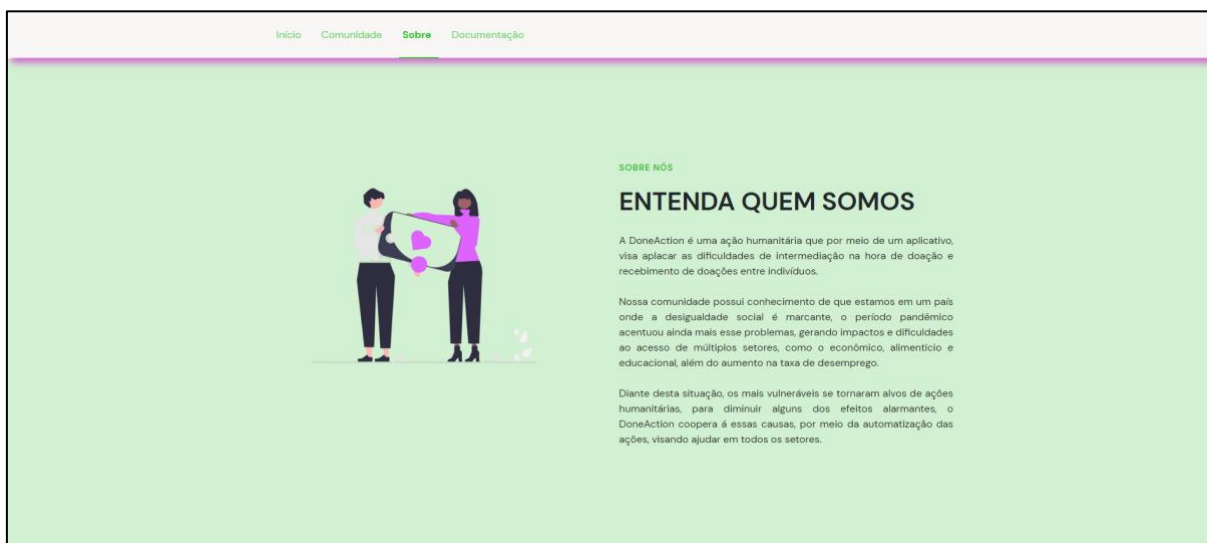 Início Comunidade Sobre Documentação
SOBRE NÓS
ENTENDA QUEM SOMOS
A DoneAction é uma ação humanitária que por meio de um aplicativo,
visa aplacar as dificuldades de intermediação na hora de doação e
recebimento de doações entre indivíduos.
Nossa comunidade possui conhecimento de que estamos em um país
onde a desigualdade social é marcante, o período pandêmico
acentuou ainda mais esse problemas, gerando impactos e dificuldades
ao acesso de múltiplos setores, como o econômico, alimentício e
educacional, além do aumento na taxa de desemprego.
Diante desta situação, os mais vulneráveis se tornaram alvos de ações
humanitárias, para diminuir alguns dos efeitos alarmantes, o
DoneAction coopera á essas causas, por meio da automatização das
ações, visando ajudar em todos os setores.